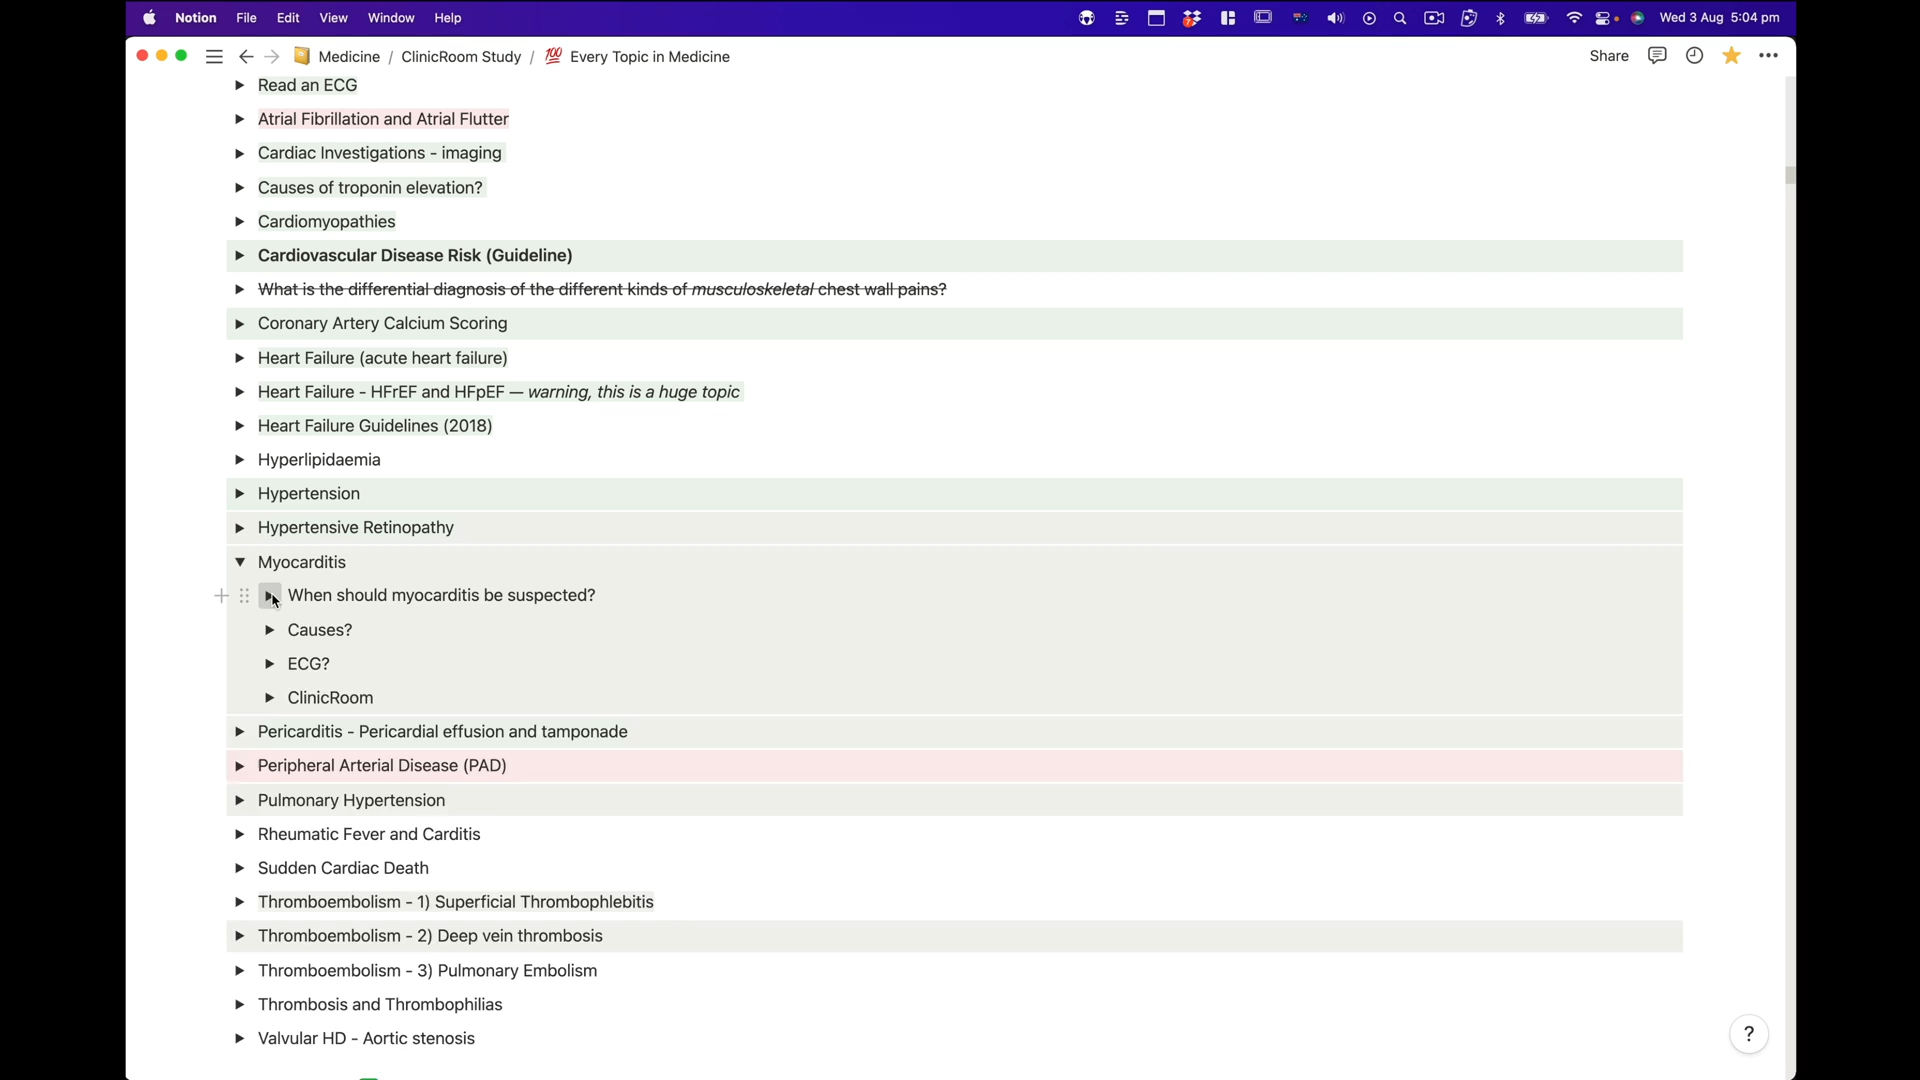 Notion File Edit View Window Help Wed 3 Aug 5:04 pm
Medicine / ClinicRoom Study / 💯 Every Topic in Medicine Share
Read an ECG
Atrial Fibrillation and Atrial Flutter
Cardiac Investigations - imaging
Causes of troponin elevation?
Cardiomyopathies
Cardiovascular Disease Risk (Guideline)
What is the differential diagnosis of the different kinds of musculoskeletal chest wall pains?
Coronary Artery Calcium Scoring
Heart Failure (acute heart failure)
Heart Failure - HFrEF and HFpEF — warning, this is a huge topic
Heart Failure Guidelines (2018)
Hyperlipidaemia
Hypertension
Hypertensive Retinopathy
Myocarditis
When should myocarditis be suspected?
Causes?
ECG?
ClinicRoom
Pericarditis - Pericardial effusion and tamponade
Peripheral Arterial Disease (PAD)
Pulmonary Hypertension
Rheumatic Fever and Carditis
Sudden Cardiac Death
Thromboembolism - 1) Superficial Thrombophlebitis
Thromboembolism - 2) Deep vein thrombosis
Thromboembolism - 3) Pulmonary Embolism
Thrombosis and Thrombophilias
Valvular HD - Aortic stenosis
?